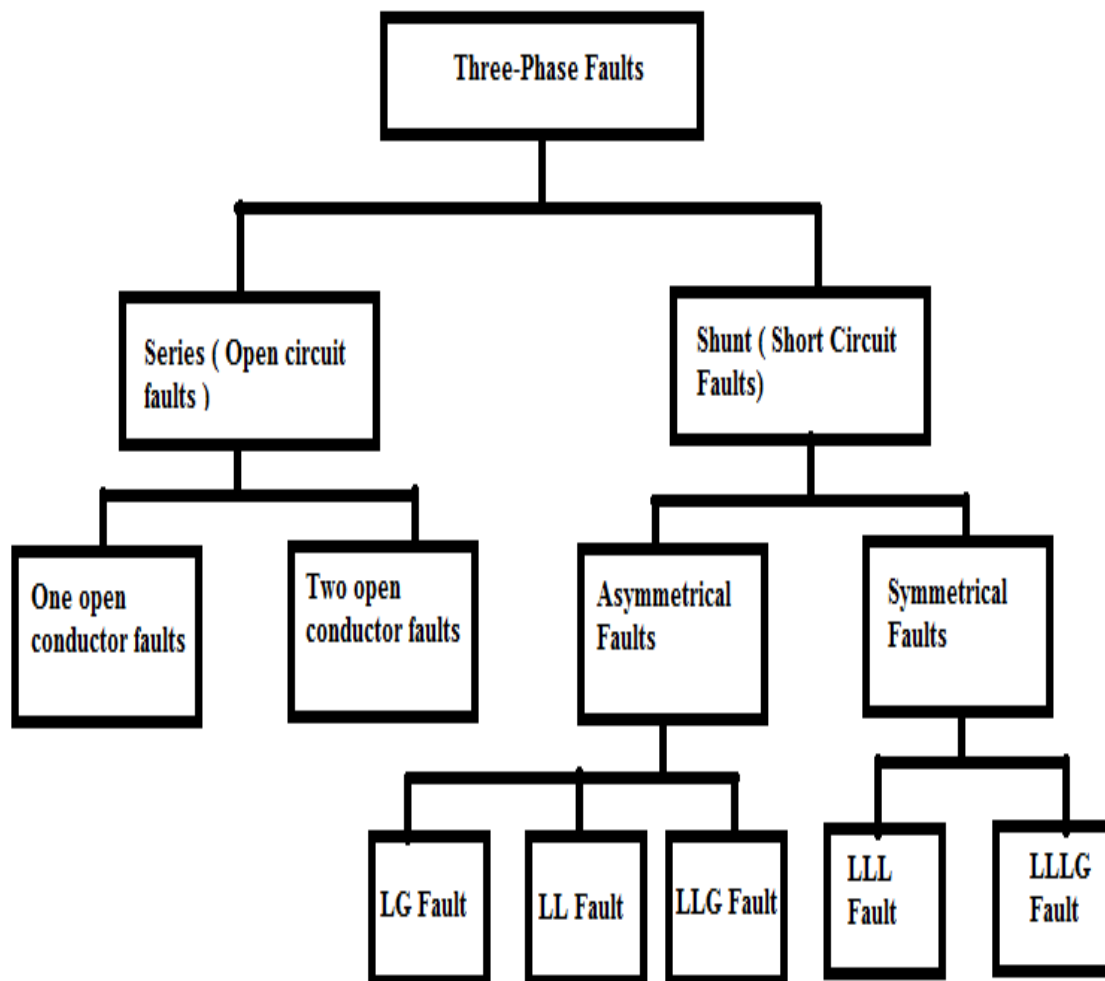 Three-Phase Faults
Series ( Open circuit
faults )
Shunt ( Short Circuit
Faults)
One open
conductor faults
Two open
conductor faults
Asymmetrical
Faults
Symmetrical
Faults
LG Fault
LL Fault
LLG Fault
LLL
Fault
LLLG
Fault